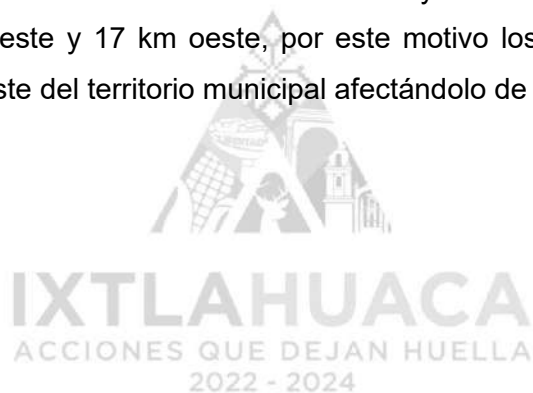 este y 17 km oeste, por este motivo los
ste del territorio municipal afectándolo de
IXTLAHUACA
ACCIONES QUE DEJAN HUELLA
2022 - 2024